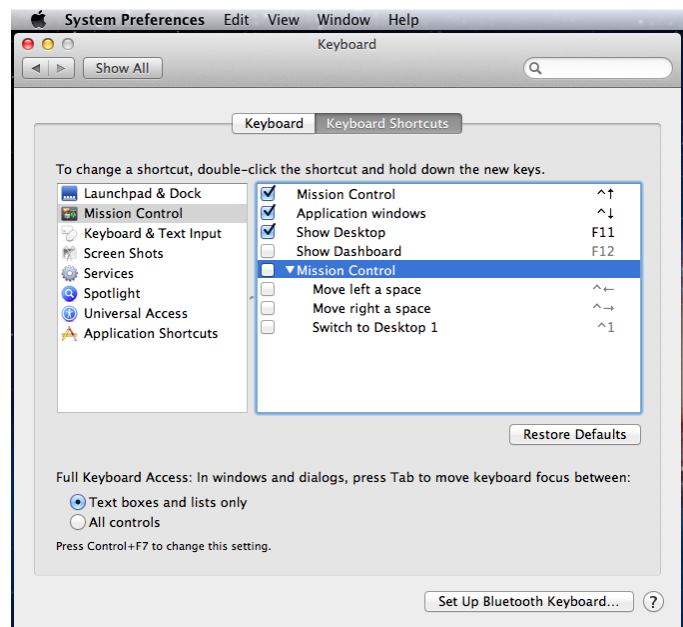 System Preferences Edit View Window Help
Keyboard
Show All
Keyboard Keyboard Shortcuts
To change a shortcut, double-click the shortcut and hold down the new keys.
Launchpad & Dock
Mission Control
Keyboard & Text Input
Screen Shots
Services
Spotlight
Universal Access
Application Shortcuts
Mission Control ^↑
Application windows ^↓
Show Desktop F11
Show Dashboard F12
Mission Control
Move left a space ^←
Move right a space ^→
Switch to Desktop 1 ^1
Restore Defaults
Full Keyboard Access: In windows and dialogs, press Tab to move keyboard focus between:
Text boxes and lists only
All controls
Press Control+F7 to change this setting.
Set Up Bluetooth Keyboard... ?